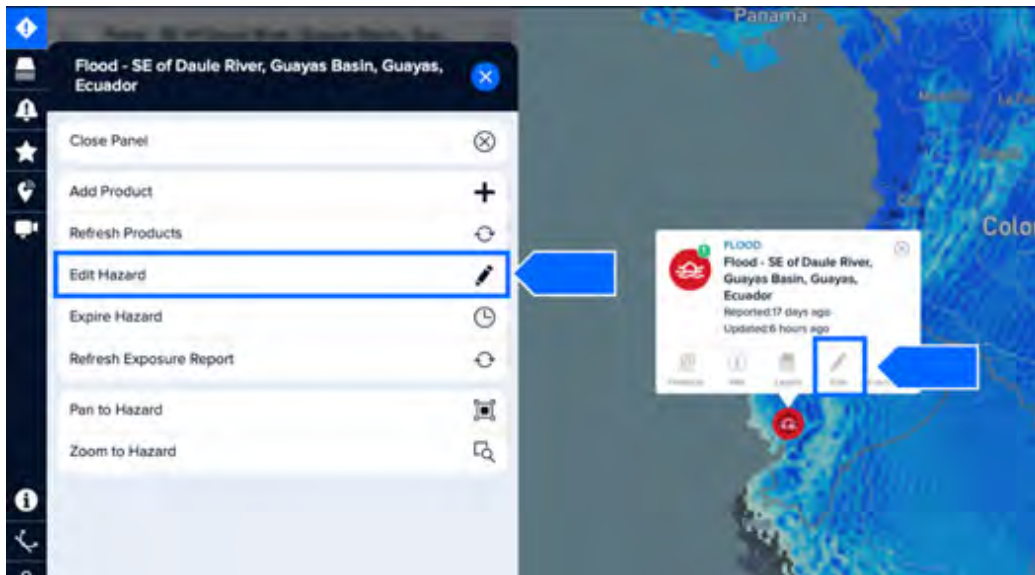 Panama
Flood - SE of Daule River, Guayas Basin, Guayas,
Ecuador
Close Panel
Add Product
Refresh Products
Edit Hazard
Expire Hazard
Refresh Exposure Report
Pan to Hazard
Zoom to Hazard
Colo
FLOOD
Flood - SE of Daule River,
Guayas Basin, Guayas,
Ecuador
Reported:17 days ago
Updated:6 hours ago
Layers Edit